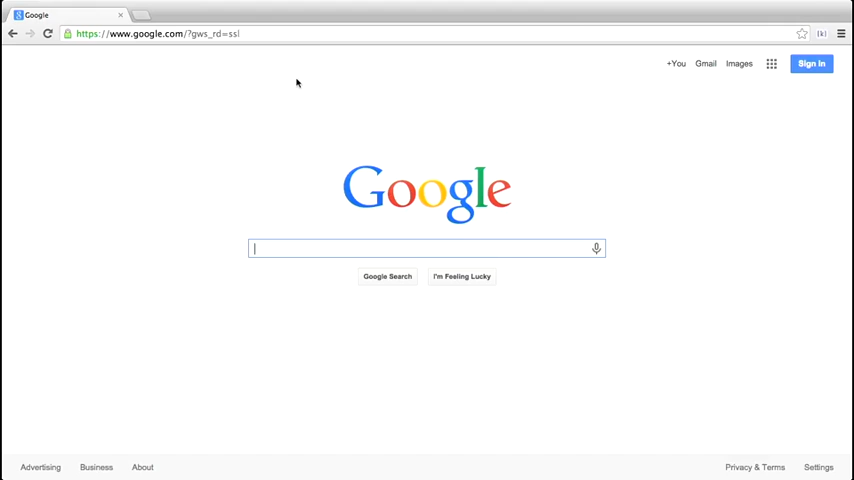 Google
https://www.google.com/?gws_rd=ssl
[k]
+You Gmail Images Sign in
Google
Google Search I'm Feeling Lucky
Advertising Business About Privacy & Terms Settings